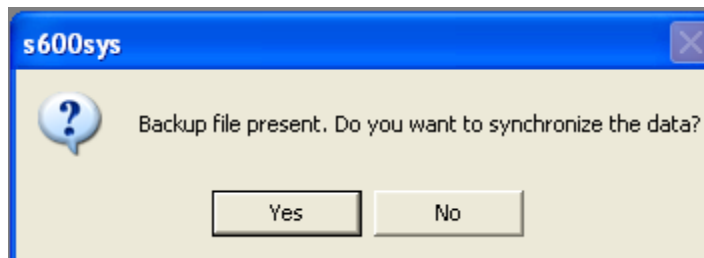 s600sys
Backup file present. Do you want to synchronize the data?
Yes No